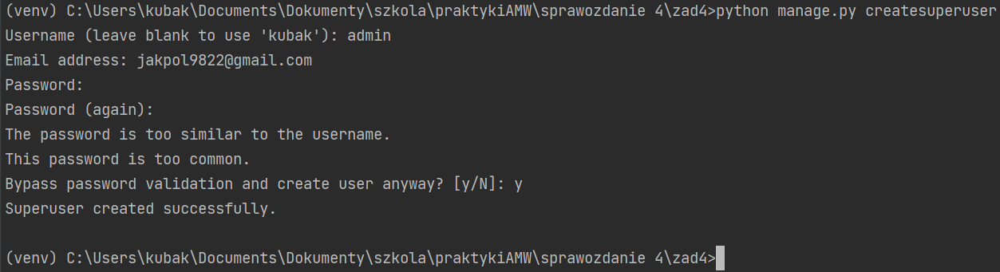 (venv) C:\Users\kubak\Documents\Dokumenty\szkola\praktykiAMW\sprawozdanie 4\zad4>python manage.py createsuperuser
Username (leave blank to use 'kubak'): admin
Email address: jakpol9822@gmail.com
Password:
Password (again):
The password is too similar to the username.
This password is too common.
Bypass password validation and create user anyway? [y/N]: y
Superuser created successfully.
(venv) C:\Users\kubak\Documents\Dokumenty\szkola\praktykiAMW\sprawozdanie 4\zad4>